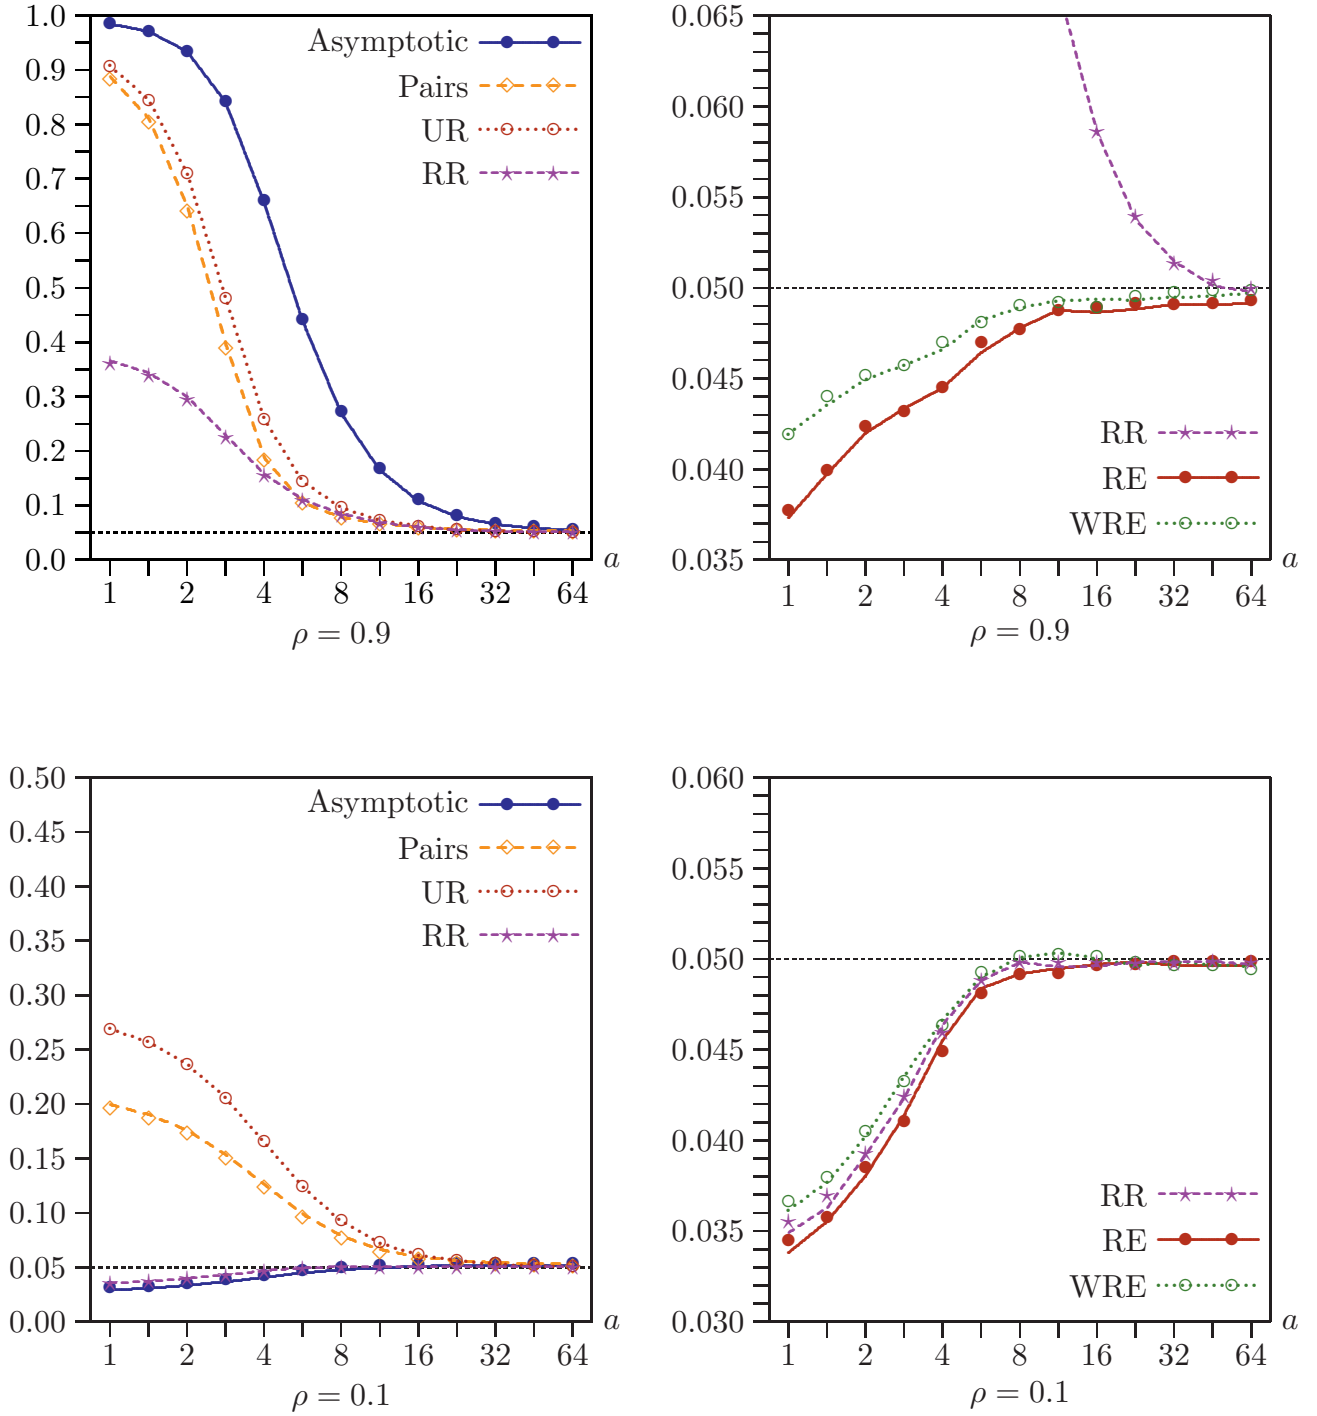 1.0
0.9
0.8
0.7
0.6
0.5
0.4
0.3
0.2
0.1
0.0
Asymptotic
Pairs
UR
RR
1 2 4 8 16 32 64
a
ρ = 0.9
0.065
0.060
0.055
0.050
0.045
0.040
0.035
RR
RE
WRE
1 2 4 8 16 32 64
a
ρ = 0.9
0.50
0.45
0.40
0.35
0.30
0.25
0.20
0.15
0.10
0.05
0.00
Asymptotic
Pairs
UR
RR
1 2 4 8 16 32 64
a
ρ = 0.1
0.060
0.055
0.050
0.045
0.040
0.035
0.030
RR
RE
WRE
1 2 4 8 16 32 64
a
ρ = 0.1